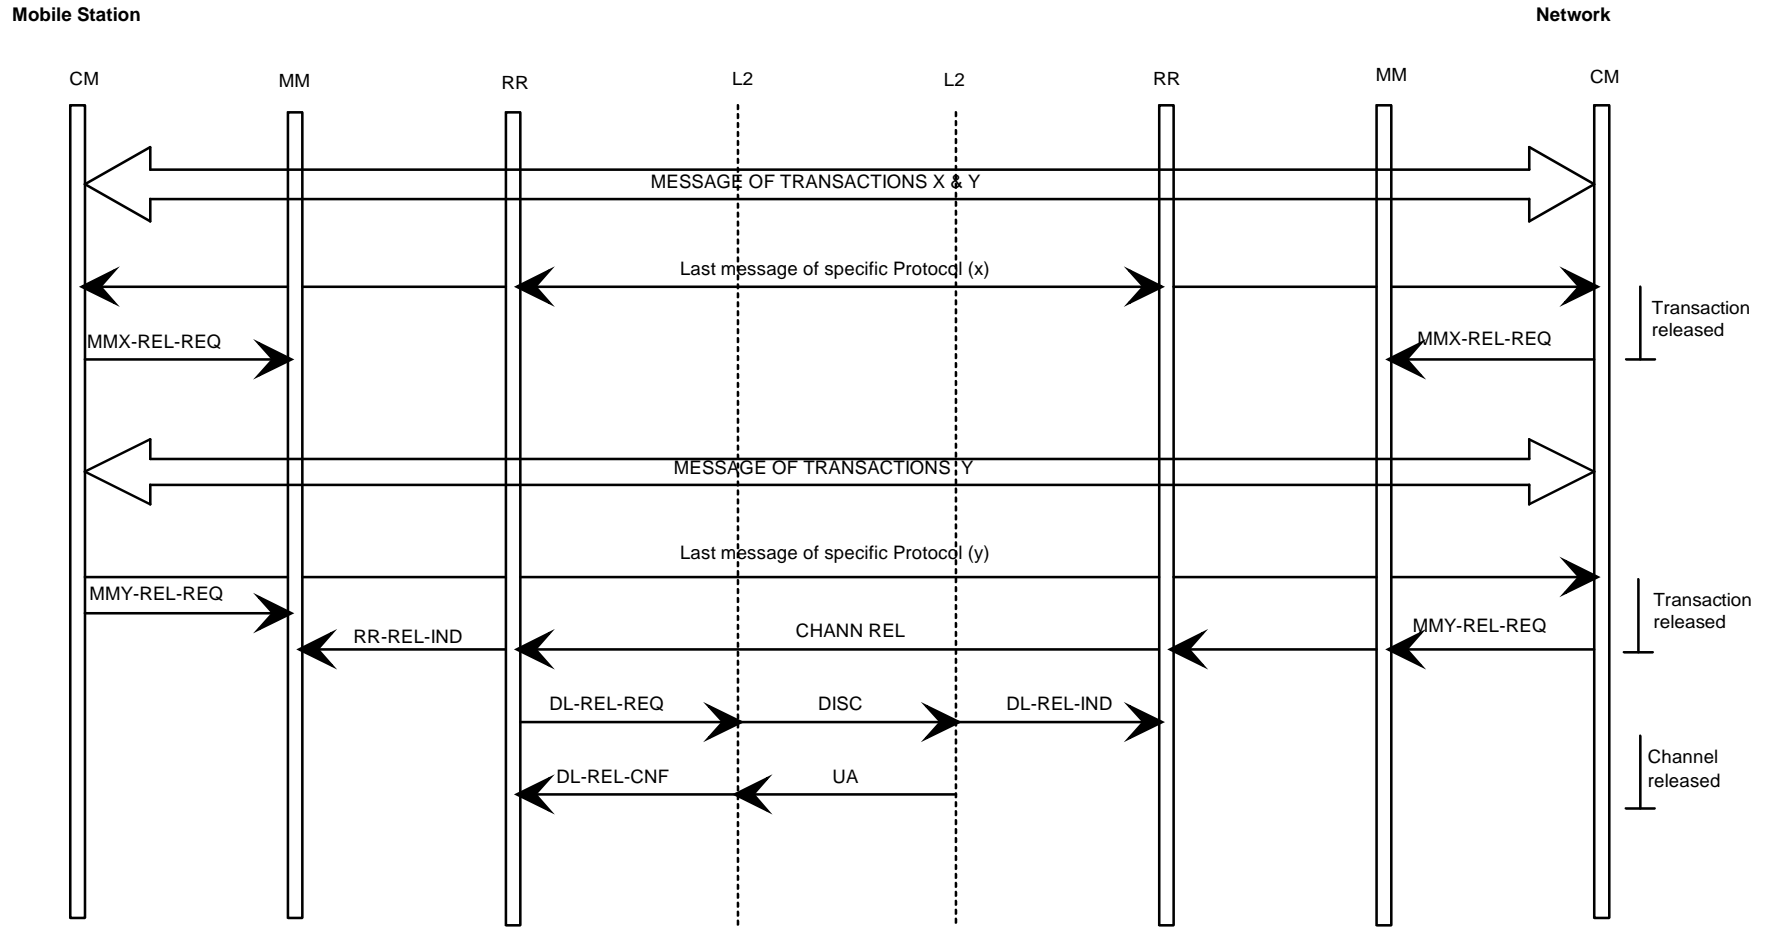 Mobile Station
Network
CM
MM
RR
L2
L2
RR
MM
CM
MESSAGE OF TRANSACTIONS X & Y
Last message of specific Protocol (x)
Transaction
released
MMX-REL-REQ
MMX-REL-REQ
MESSAGE OF TRANSACTIONS Y
Last message of specific Protocol (y)
MMY-REL-REQ
Transaction
released
RR-REL-IND
CHANN REL
MMY-REL-REQ
DL-REL-REQ
DISC
DL-REL-IND
Channel
released
DL-REL-CNF
UA